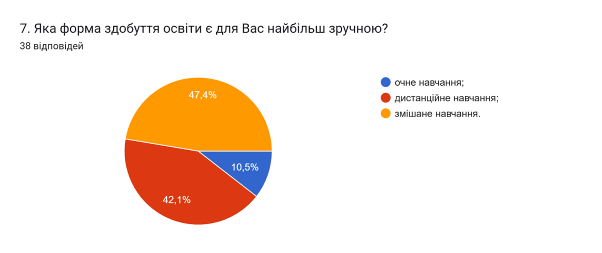 7. Яка форма здобуття освіти є для Вас найбільш зручною?
38 відповідей
47,4%
10,5%
42,1%
очне навчання;
дистанційне навчання;
змішане навчання.